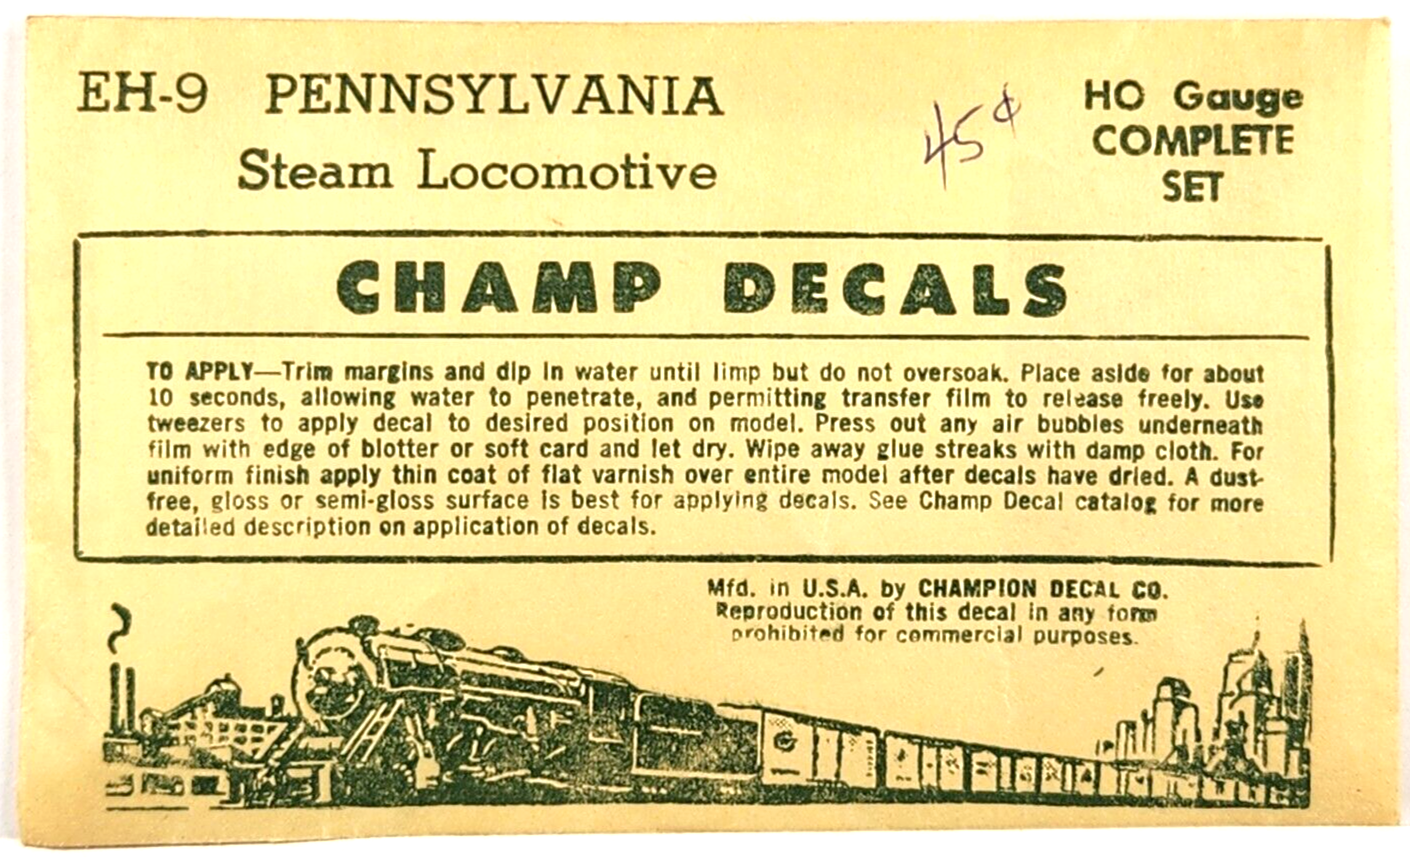 EH-9 PENNSYLVANIA
Steam Locomotive
45¢
HO Gauge
COMPLETE
SET
CHAMP DECALS
TO APPLY—Trim margins and dip in water until limp but do not oversoak. Place aside for about
10 seconds, allowing water to penetrate, and permitting transfer film to release freely. Use
tweezers to apply decal to desired position on model. Press out any air bubbles underneath
film with edge of blotter or soft card and let dry. Wipe away glue streaks with damp cloth. For
uniform finish apply thin coat of flat varnish over entire model after decals have dried. A dust-
free, gloss or semi-gloss surface is best for applying decals. See Champ Decal catalog for more
detailed description on application of decals.
Mfd. in U.S.A. by CHAMPION DECAL CO.
Reproduction of this decal in any form
prohibited for commercial purposes.